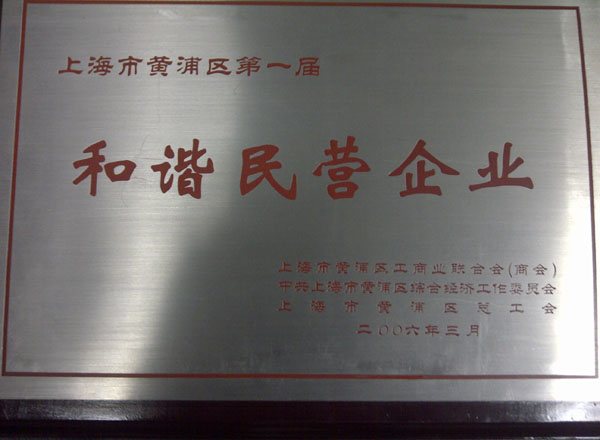 上海市黄浦区第一届
和谐民营企业
上海市黄浦区工商业联合会(商会)
中共上海市黄浦区综合经济工作委员会
上海市黄浦区总工会
二00六年三月